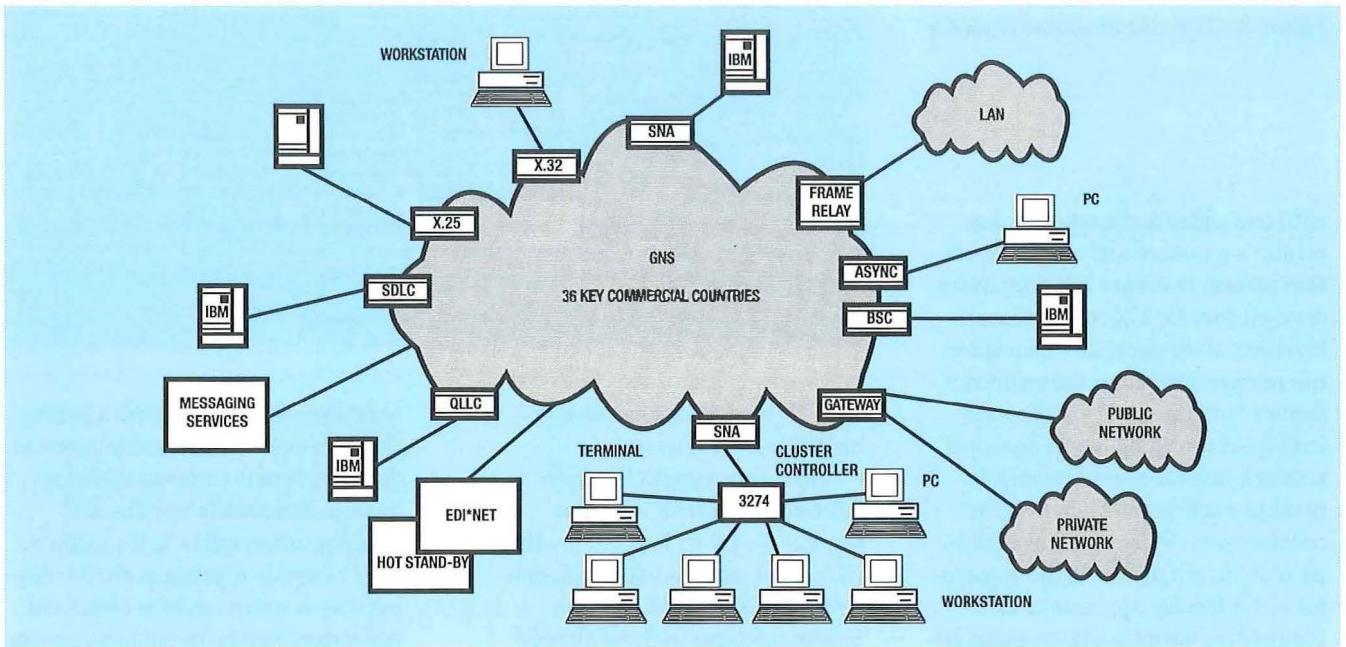 WORKSTATION
IBM
SNA
LAN
X.32
FRAME
RELAY
PC
X.25
GNS
ASYNC
36 KEY COMMERCIAL COUNTRIES
SDLC
IBM
BSC
IBM
MESSAGING
SERVICES
QLLC
GATEWAY
PUBLIC
NETWORK
SNA
TERMINAL
CLUSTER
CONTROLLER
IBM
PC
3274
EDI*NET
PRIVATE
NETWORK
HOT STAND-BY
WORKSTATION